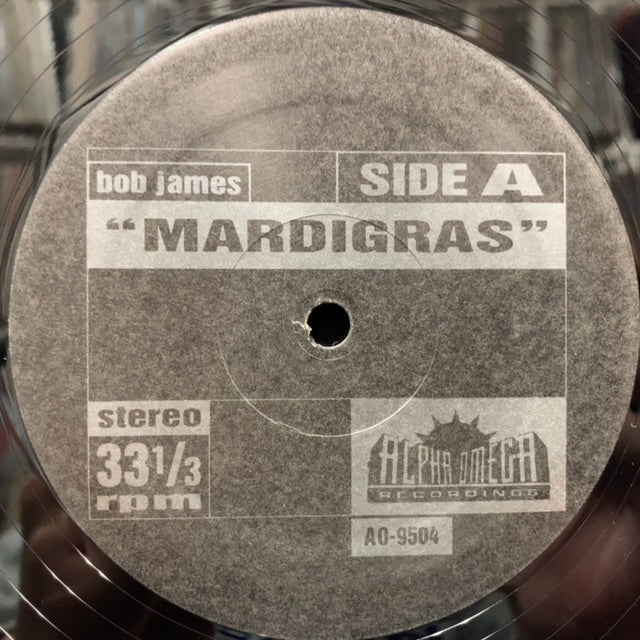 bob james
SIDE A
“MARDIGRAS”
stereo
33 1/3
rpm
ALPHA OMEGA
RECORDINGS
AO-9504